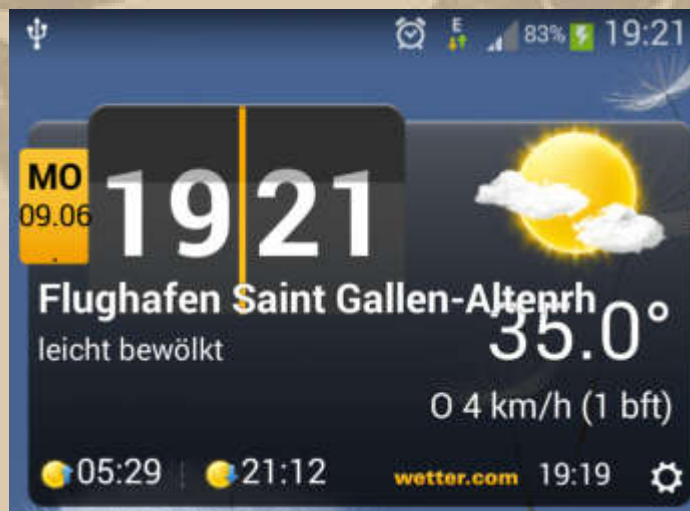 E 83% 19:21
MO
09.06
.
19 21
Flughafen Saint Gallen-Altenrh
35.0°
leicht bewölkt
O 4 km/h (1 bft)
05:29 | 21:12 wetter.com 19:19